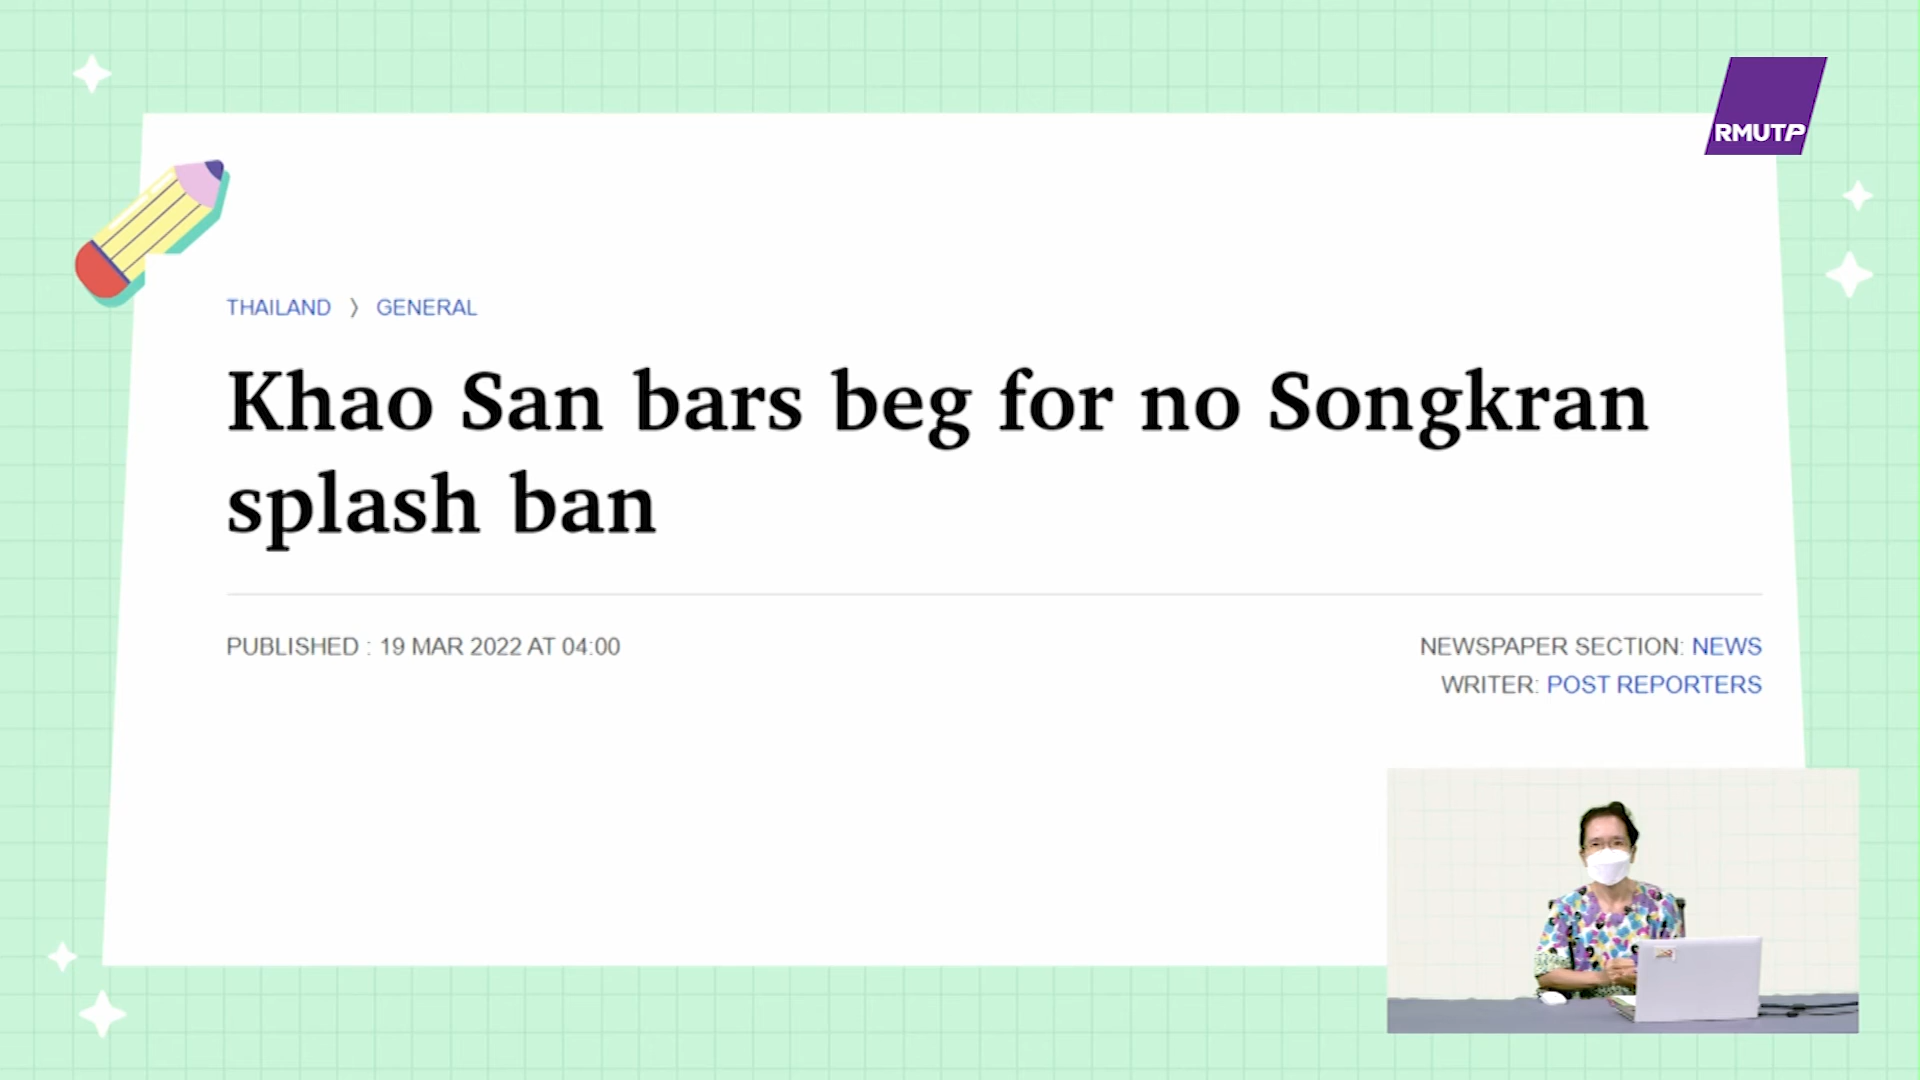 RMUTP
THAILAND 〉 GENERAL
Khao San bars beg for no Songkran
splash ban
PUBLISHED : 19 MAR 2022 AT 04:00
NEWSPAPER SECTION: NEWS
WRITER: POST REPORTERS